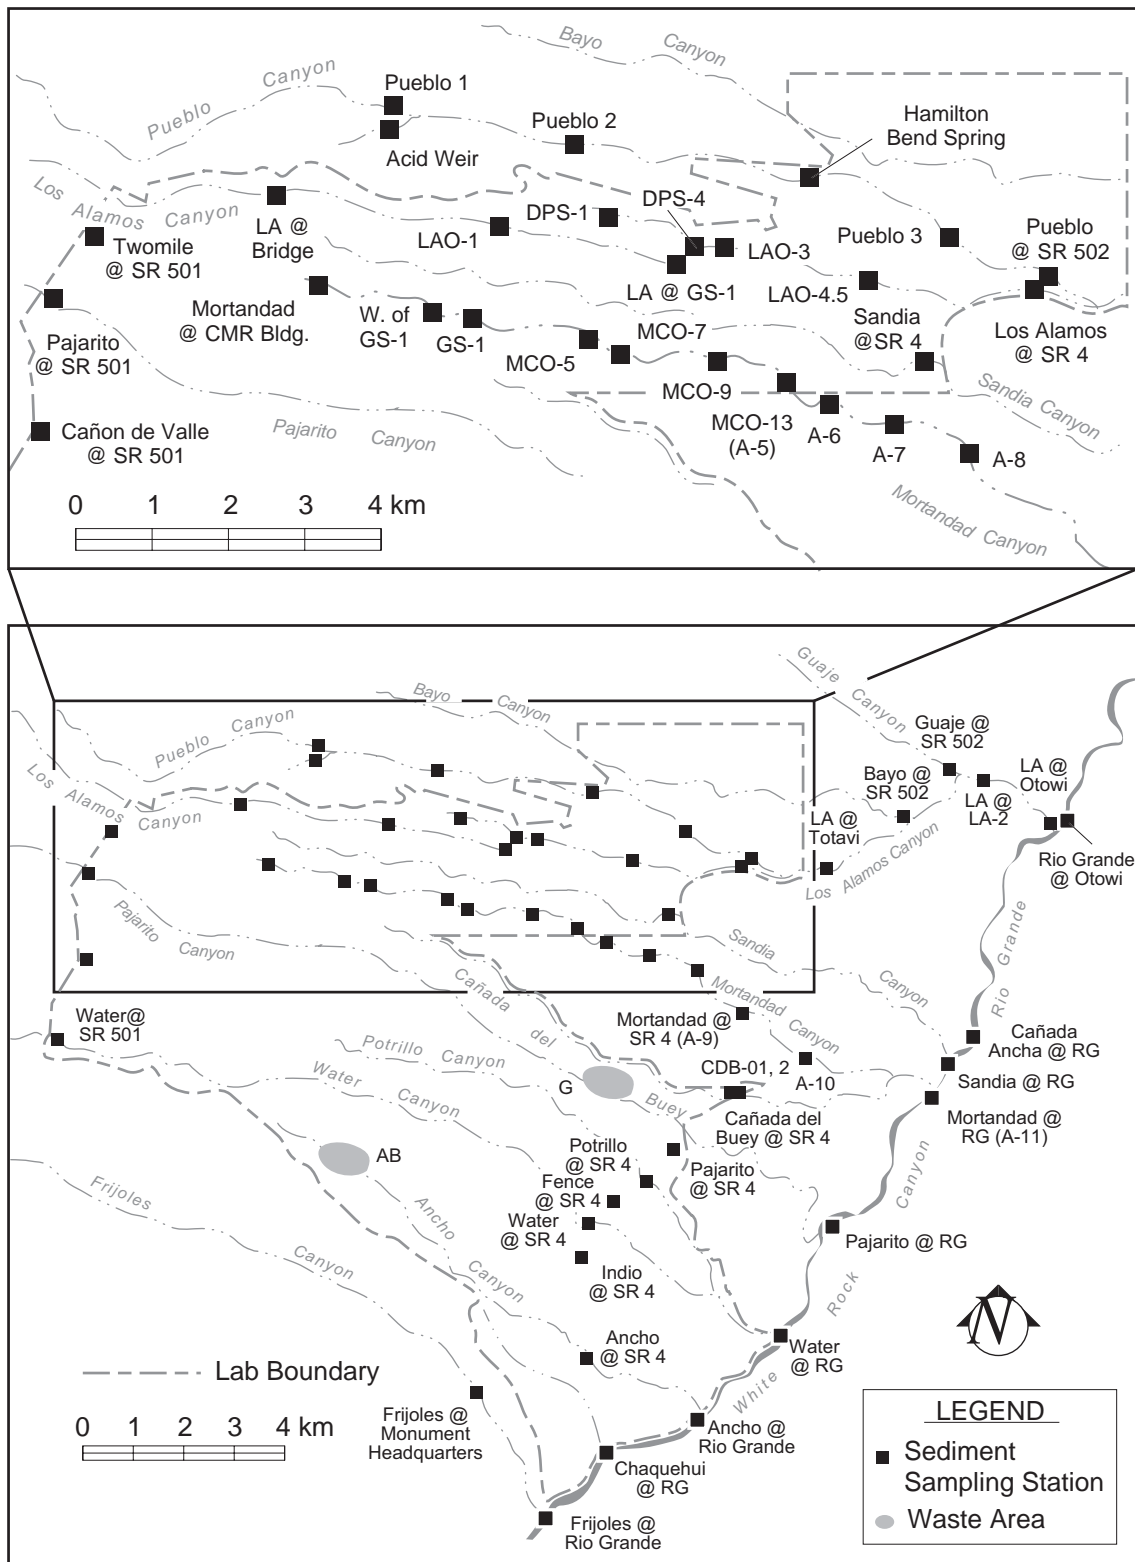 Bayo Canyon
Pueblo Canyon
Pueblo 1
Acid Weir
Pueblo 2
Hamilton
Bend Spring
Los Alamos Canyon
Twomile
@ SR 501
LA @
Bridge
LAO-1
DPS-1
DPS-4
LAO-3
LA @ GS-1
Pueblo 3
Pueblo
@ SR 502
LAO-4.5
Los Alamos
@ SR 4
Sandia
@SR 4
Pajarito
@ SR 501
Mortandad
@ CMR Bldg.
W. of
GS-1
GS-1
MCO-5
MCO-7
MCO-9
MCO-13
(A-5)
A-6
A-7
A-8
Sandia Canyon
Mortandad Canyon
Cañon de Valle
@ SR 501
Pajarito Canyon
0 1 2 3 4 km
Guaje Canyon
Bayo Canyon
Pueblo Canyon
Los Alamos Canyon
Guaje @
SR 502
Bayo @
SR 502
LA @
Otowi
LA @
LA-2
LA @
Totavi
Los Alamos Canyon
Rio Grande
@ Otowi
Pajarito Canyon
Sandia Canyon
Mortandad Canyon
Rio Grande
Cañada del Buey
Water@
SR 501
Mortandad @
SR 4 (A-9)
Cañada
Ancha @ RG
Potrillo Canyon
Water Canyon
CDB-01, 2
A-10
Sandia @ RG
G
Cañada del
Buey @ SR 4
Mortandad @
RG (A-11)
AB
Potrillo
@ SR 4
Pajarito
@ SR 4
Fence
@ SR 4
Water
@ SR 4
Indio
@ SR 4
Frijoles Canyon
Ancho Canyon
Pajarito @ RG
White Rock Canyon
Ancho
@ SR 4
Water
@ RG
Lab Boundary
0 1 2 3 4 km
Frijoles @
Monument
Headquarters
Ancho @
Rio Grande
Chaquehui
@ RG
Frijoles @
Rio Grande
N
LEGEND
Sediment
Sampling Station
Waste Area